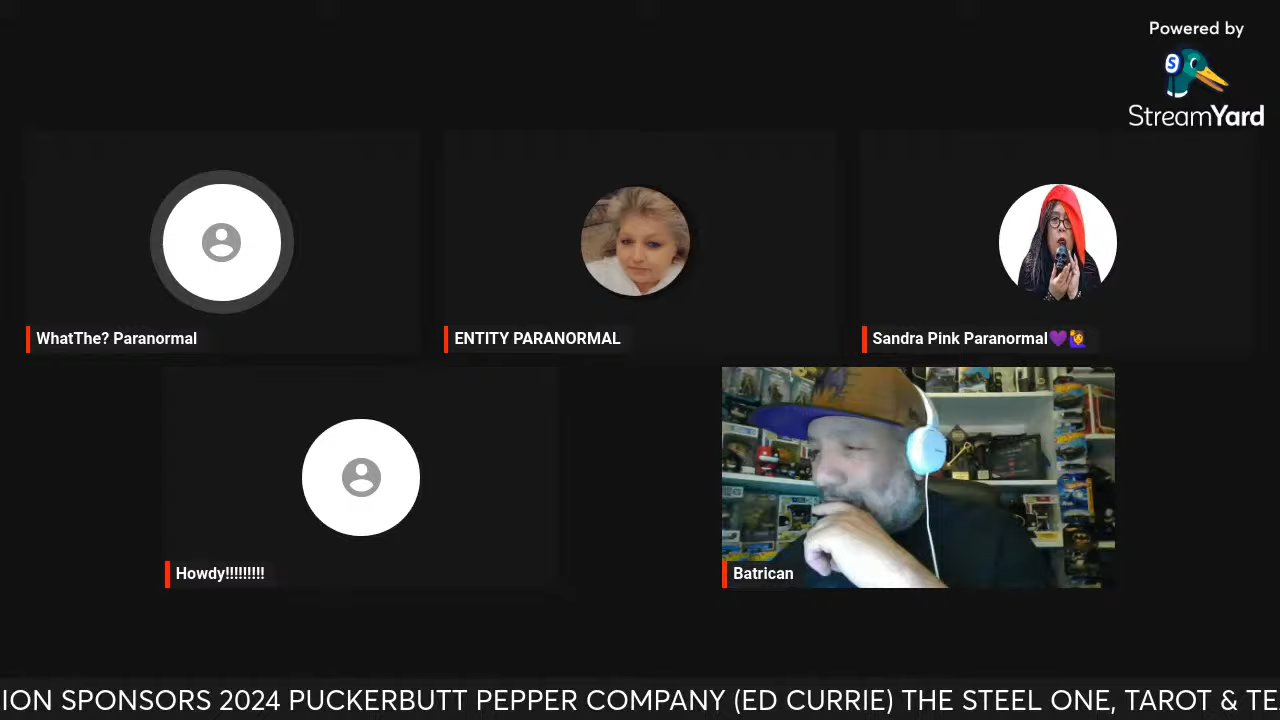 Powered by
S
StreamYard
WhatThe? Paranormal
ENTITY PARANORMAL
Sandra Pink Paranormal💜🙋‍♀️
Howdy!!!!!!!!!
Batrican
ION SPONSORS 2024 PUCKERBUTT PEPPER COMPANY (ED CURRIE) THE STEEL ONE, TAROT & TE